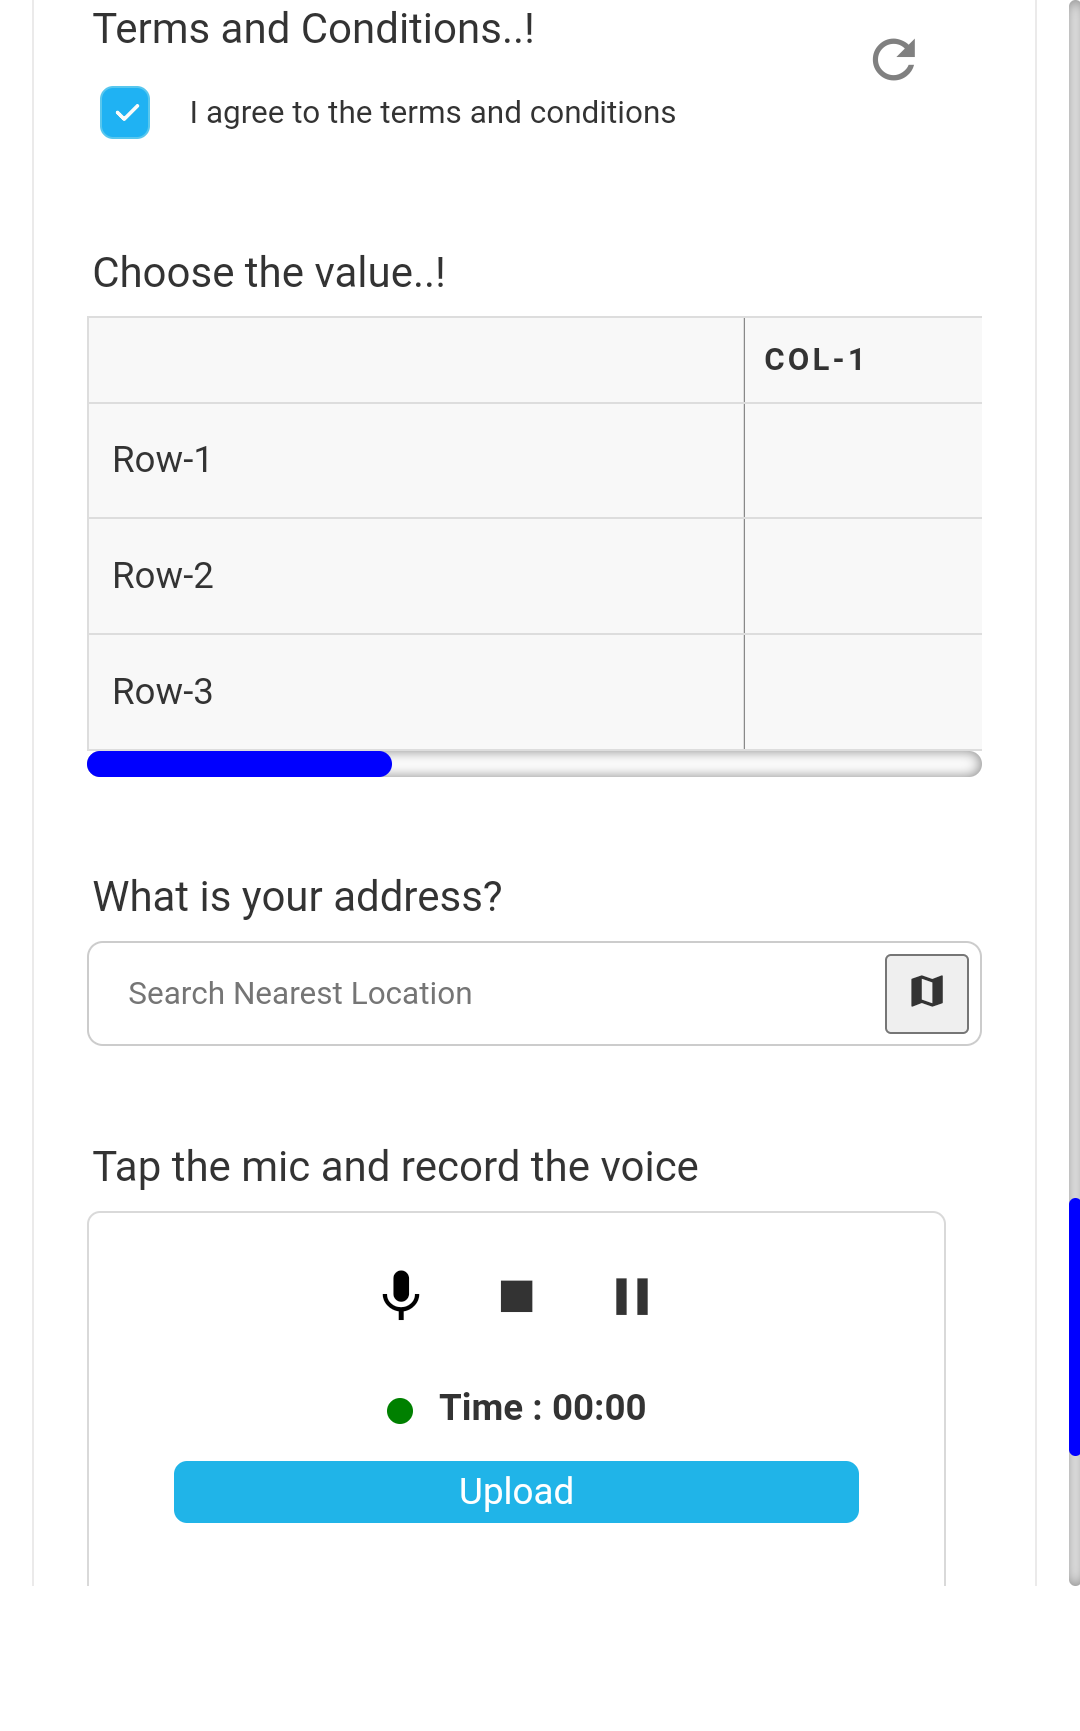 Terms and Conditions..!
I agree to the terms and conditions
Choose the value..!
COL-1
Row-1
Row-2
Row-3
What is your address?
Search Nearest Location
Tap the mic and record the voice
Time : 00:00
Upload